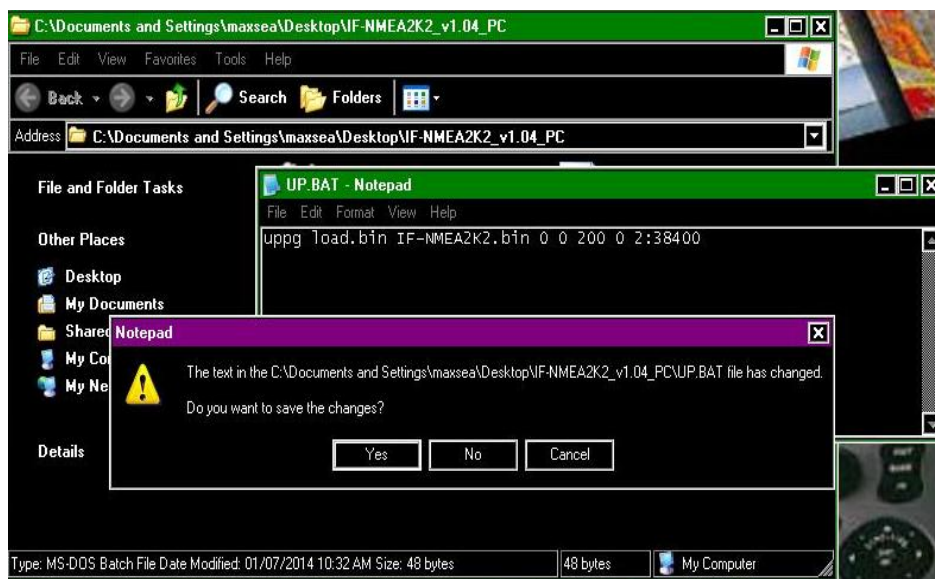 C:\Documents and Settings\maxsea\Desktop\IF-NMEA2K2_v1.04_PC
File Edit View Favorites Tools Help
Back Search Folders
Address C:\Documents and Settings\maxsea\Desktop\IF-NMEA2K2_v1.04_PC
File and Folder Tasks
UP.BAT - Notepad
File Edit Format View Help
uppg load.bin IF-NMEA2K2.bin 0 0 200 0 2:38400
Other Places
Desktop
My Documents
Shared
My
My
Notepad
The text in the C:\Documents and Settings\maxsea\Desktop\IF-NMEA2K2_v1.04_PC\UP.BAT file has changed.
Do you want to save the changes?
Yes No Cancel
Details
Type: MS-DOS Batch File Date Modified: 01/07/2014 10:32 AM Size: 48 bytes 48 bytes My Computer